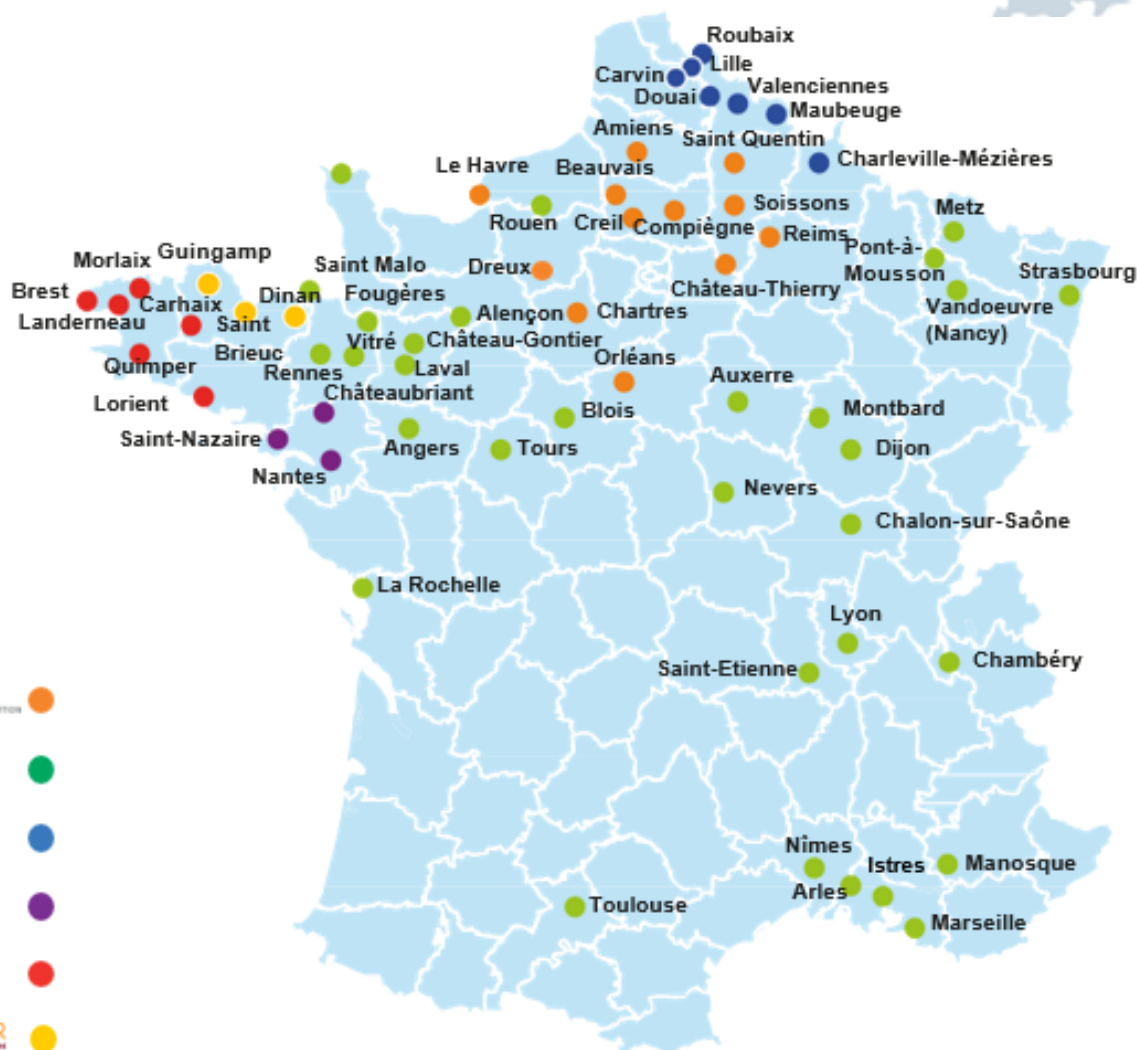 Roubaix
Lille
Carvin
Valenciennes
Douai
Maubeuge
Amiens
Saint Quentin
Charleville-Mézières
Le Havre
Beauvais
Soissons
Rouen
Creil
Compiègne
Reims
Metz
Pont-à-
Mousson
Strasbourg
Guingamp
Morlaix
Saint Malo
Dreux
Château-Thierry
Brest
Carhaix
Dinan
Fougères
Vandoeuvre
(Nancy)
Landerneau
Saint
Brieuc
Alençon
Chartres
Vitré
Château-Gontier
Quimper
Rennes
Laval
Orléans
Lorient
Châteaubriant
Auxerre
Blois
Montbard
Saint-Nazaire
Angers
Tours
Dijon
Nantes
Nevers
Chalon-sur-Saône
La Rochelle
Lyon
Saint-Etienne
Chambéry
Nîmes
Istres
Manosque
Arles
Toulouse
Marseille
R